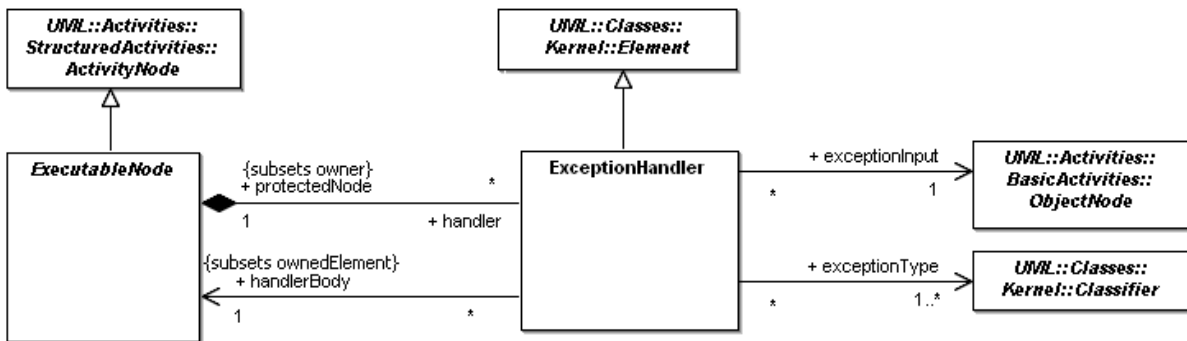 UML::Activities::
StructuredActivities::
ActivityNode
UML::Classes::
Kernel::Element
ExecutableNode
{subsets owner}
+ protectedNode
*
1
+ handler
{subsets ownedElement}
+ handlerBody
1
*
ExceptionHandler
+ exceptionInput
*
1
UML::Activities::
BasicActivities::
ObjectNode
+ exceptionType
*
1..*
UML::Classes::
Kernel::Classifier